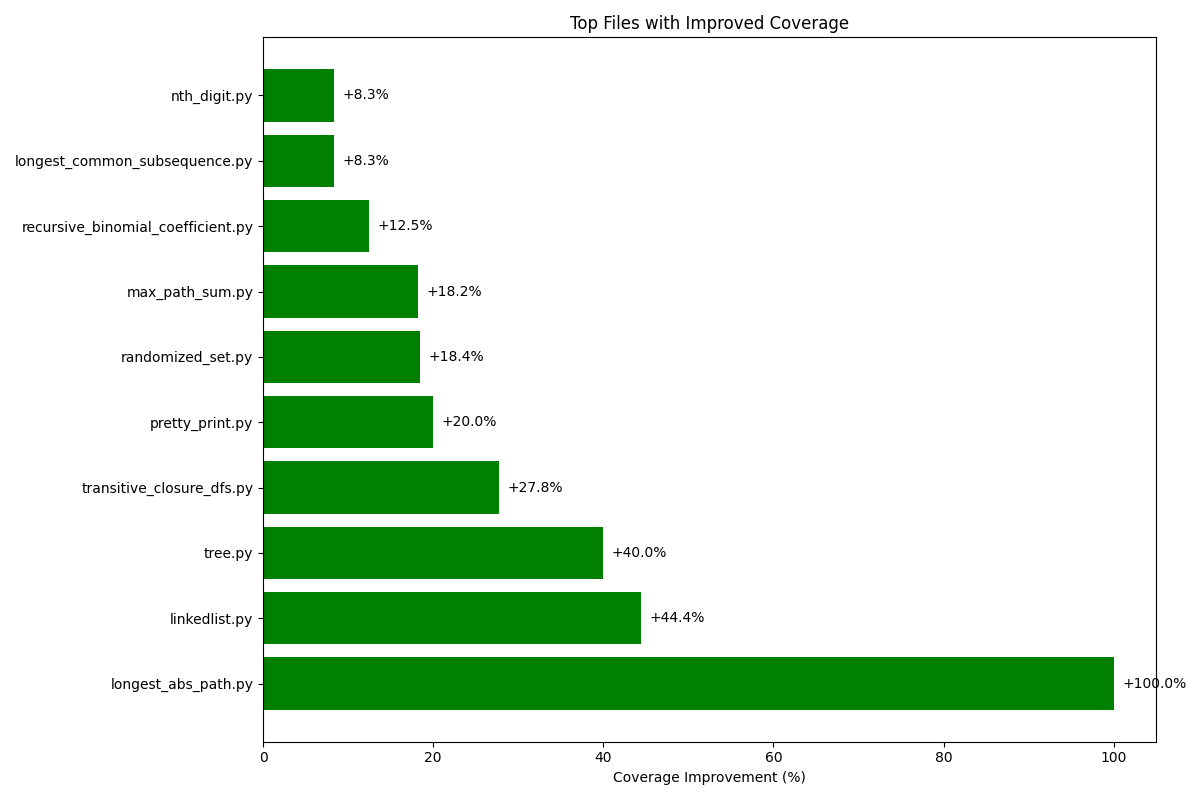 Top Files with Improved Coverage
nth_digit.py +8.3%
longest_common_subsequence.py +8.3%
recursive_binomial_coefficient.py +12.5%
max_path_sum.py +18.2%
randomized_set.py +18.4%
pretty_print.py +20.0%
transitive_closure_dfs.py +27.8%
tree.py +40.0%
linkedlist.py +44.4%
longest_abs_path.py +100.0%
0 20 40 60 80 100
Coverage Improvement (%)